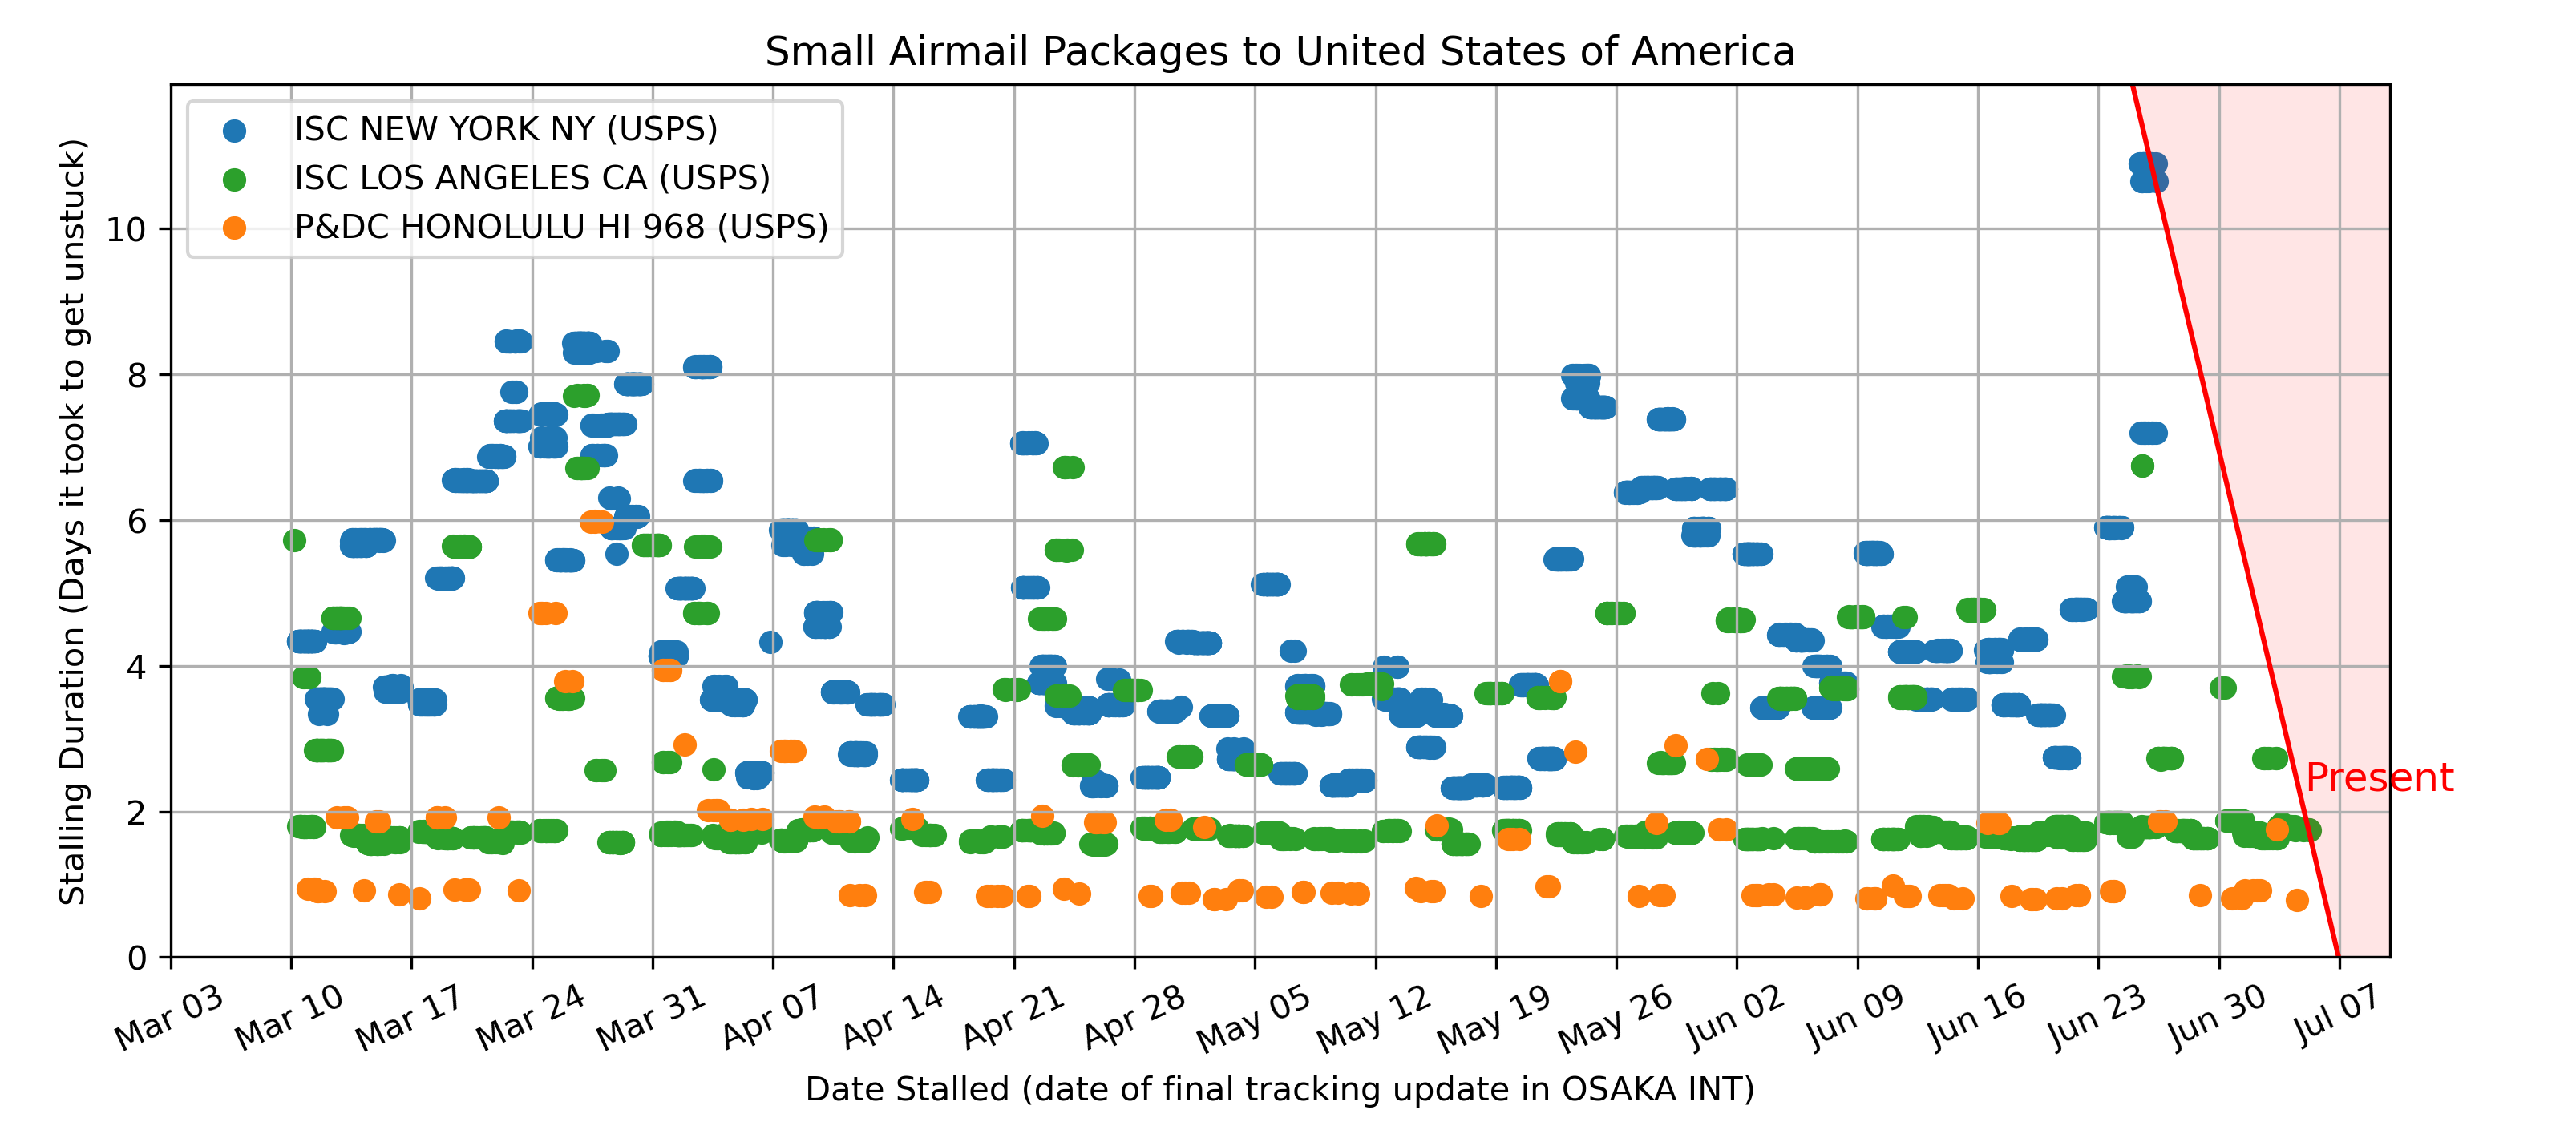 Small Airmail Packages to United States of America
ISC NEW YORK NY (USPS)
ISC LOS ANGELES CA (USPS)
P&DC HONOLULU HI 968 (USPS)
Stalling Duration (Days it took to get unstuck)
10
8
6
4
2
0
Present
Mar 03
Mar 10
Mar 17
Mar 24
Mar 31
Apr 07
Apr 14
Apr 21
Apr 28
May 05
May 12
May 19
May 26
Jun 02
Jun 09
Jun 16
Jun 23
Jun 30
Jul 07
Date Stalled (date of final tracking update in OSAKA INT)